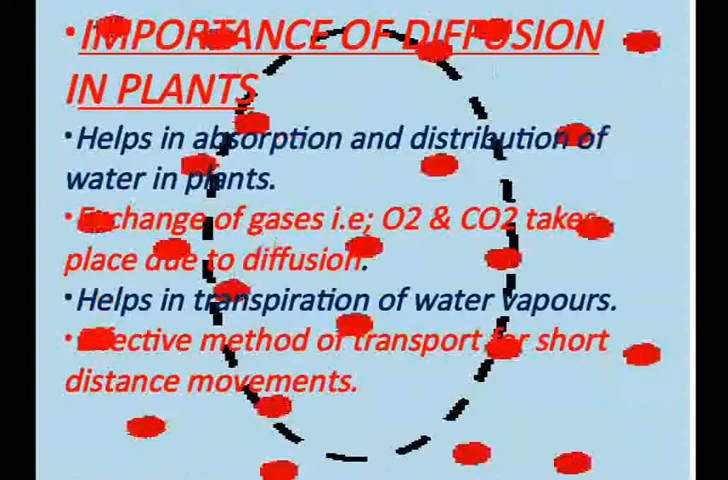 •IMPORTANCE OF DIFFUSION
IN PLANTS
•Helps in absorption and distribution of
water in plants.
•Exchange of gases i.e; O2 & CO2 takes
place due to diffusion.
•Helps in transpiration of water vapours.
•Effective method of transport for short
distance movements.